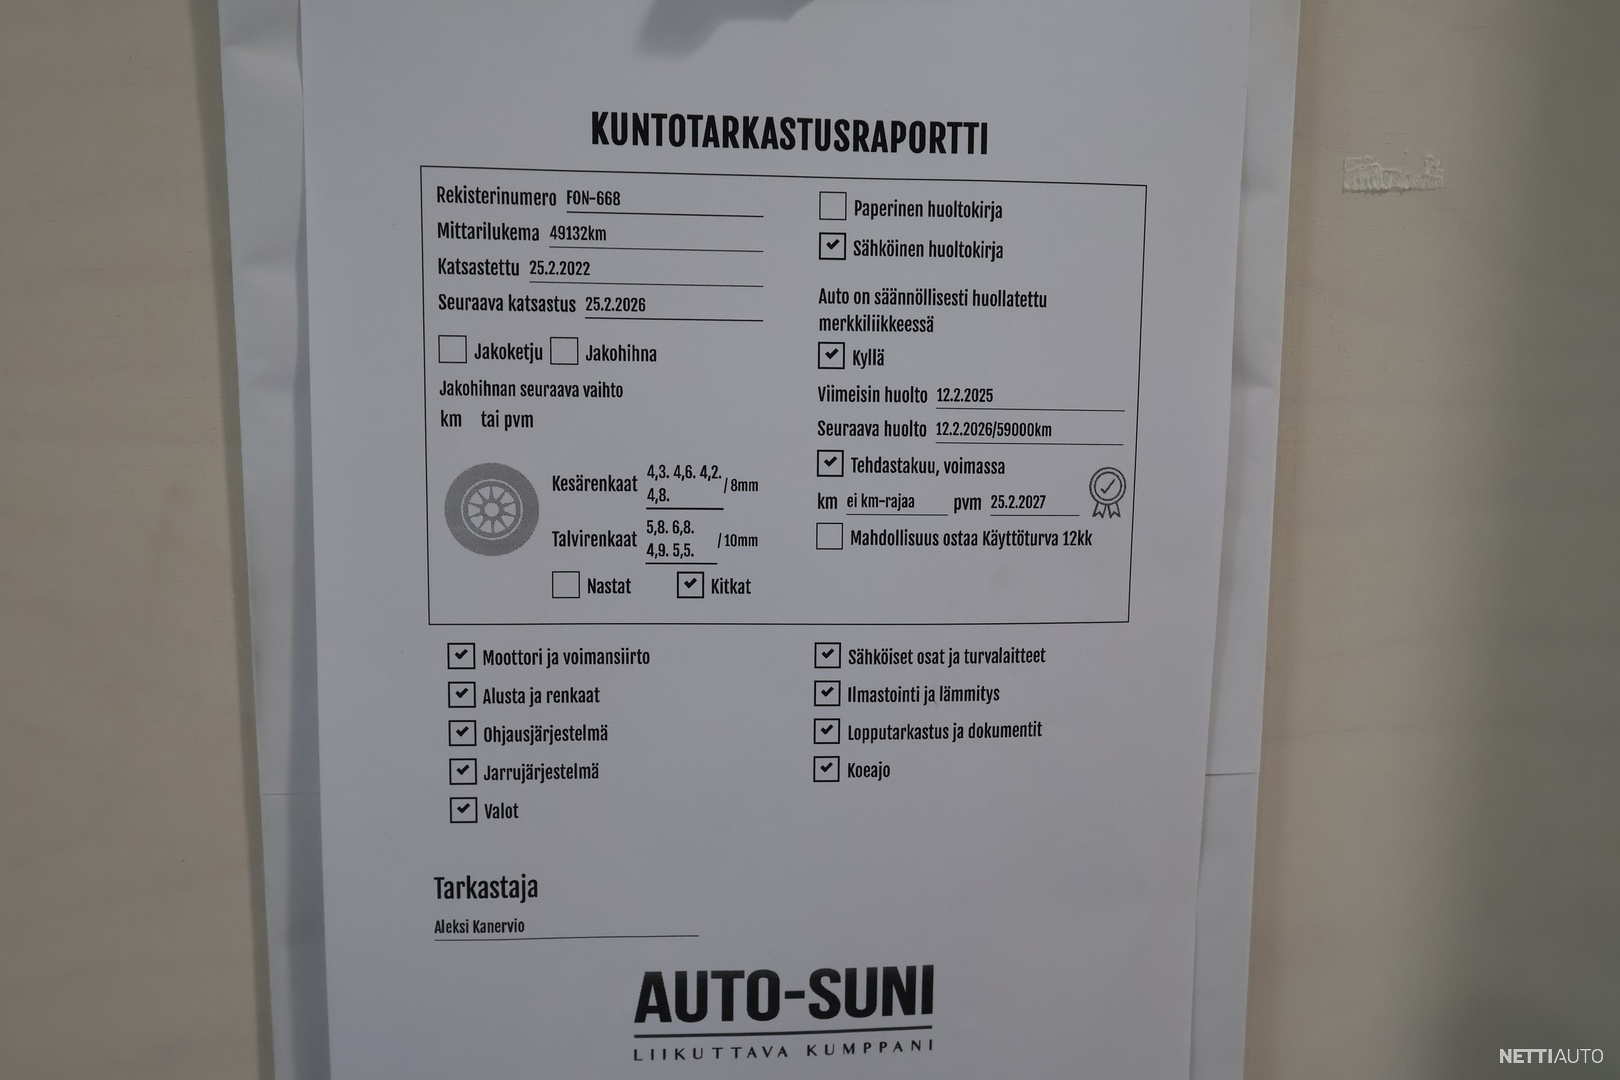 KUNTOTARKASTUSRAPORTTI
Rekisterinumero FON-668
Mittarilukema 49132km
Katsastettu 25.2.2022
Seuraava katsastus 25.2.2026
Jakoketju Jakohihna
Jakohihnan seuraava vaihto
km tai pvm
Kesärenkaat 4,3. 4,6. 4,2. 4,8. /8mm
Talvirenkaat 5,8. 6,8. 4,9. 5,5. /10mm
Nastat Kitkat
Paperinen huoltokirja
Sähköinen huoltokirja
Auto on säännöllisesti huollatettu
merkkiliikkeessä
Kyllä
Viimeisin huolto 12.2.2025
Seuraava huolto 12.2.2026/59000km
Tehdastakuu, voimassa
km ei km-rajaa pvm 25.2.2027
Mahdollisuus ostaa Käyttöturva 12kk
Moottori ja voimansiirto
Alusta ja renkaat
Ohjausjärjestelmä
Jarrujärjestelmä
Valot
Sähköiset osat ja turvalaitteet
Ilmastointi ja lämmitys
Lopputarkastus ja dokumentit
Koeajo
Tarkastaja
Aleksi Kanervio
AUTO-SUNI
LIIKUTTAVA KUMPPANI
NETTIAUTO